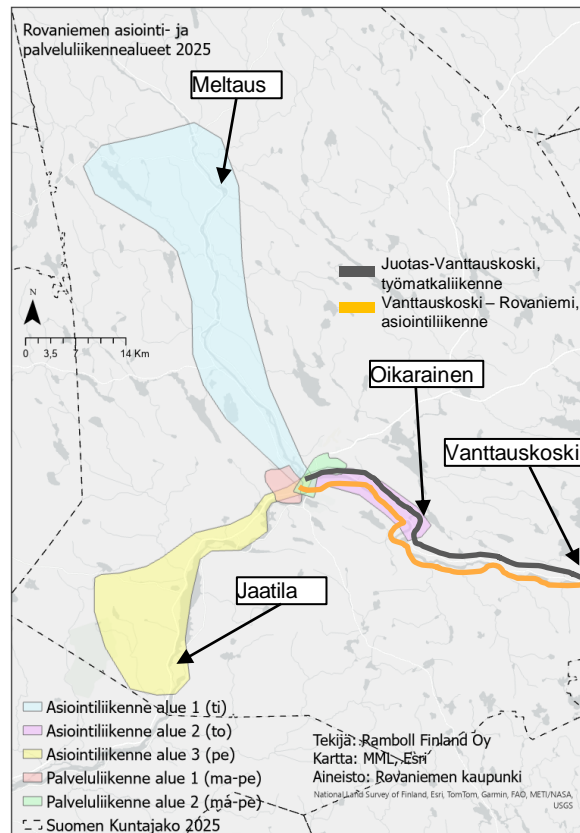 Rovaniemen asiointi- ja
palveluliikennealueet 2025
Meltaus
Juotas-Vanttauskoski,
työmatkaliikenne
Vanttauskoski – Rovaniemi,
asiointiliikenne
N
0 3,5 7 14 Km
Oikarainen
Vanttauskoski
Jaatila
Asiointiliikenne alue 1 (ti)
Asiointiliikenne alue 2 (to)
Asiointiliikenne alue 3 (pe)
Palveluliikenne alue 1 (ma-pe)
Palveluliikenne alue 2 (ma-pe)
Suomen Kuntajako 2025
Tekijä: Ramboll Finland Oy
Kartta: MML, Esri
Aineisto: Rovaniemen kaupunki
National Land Survey of Finland, Esri, TomTom, Garmin, FAO, METI/NASA,
USGS